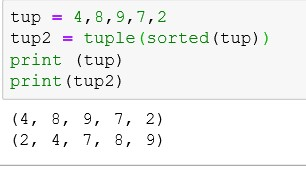 tup = 4,8,9,7,2
tup2 = tuple(sorted(tup))
print (tup)
print(tup2)
(4, 8, 9, 7, 2)
(2, 4, 7, 8, 9)